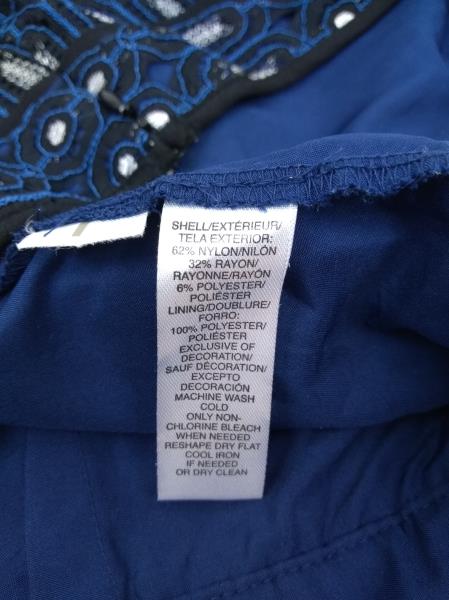 SHELL/EXTÉRIEUR/
TELA EXTERIOR:
62% NYLON/NILÓN
32% RAYON/
RAYONNE/RAYÓN
6% POLYESTER/
POLIÉSTER
LINING/DOUBLURE/
FORRO:
100% POLYESTER/
POLIÉSTER
EXCLUSIVE OF
DECORATION/
SAUF DÉCORATION/
EXCEPTO
DECORACIÓN
MACHINE WASH
COLD
ONLY NON-
CHLORINE BLEACH
WHEN NEEDED
RESHAPE DRY FLAT
COOL IRON
IF NEEDED
OR DRY CLEAN